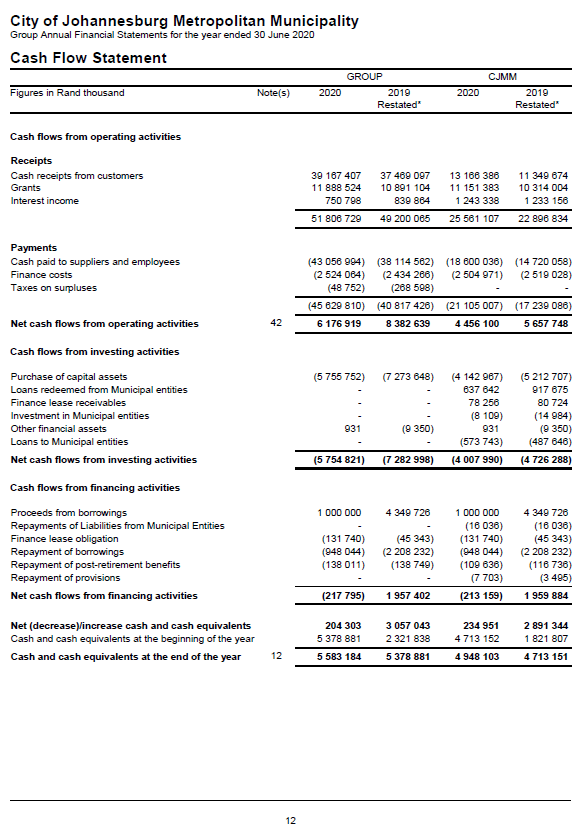 City of Johannesburg Metropolitan Municipality
Group Annual Financial Statements for the year ended 30 June 2020
Cash Flow Statement
GROUP CJMM
Figures in Rand thousand Note(s) 2020 2019 2020 2019
Restated* Restated*
Cash flows from operating activities
Receipts
Cash receipts from customers 39 167 407 37 469 097 13 166 386 11 349 674
Grants 11 888 524 10 891 104 11 151 383 10 314 004
Interest income 750 798 839 864 1 243 338 1 233 156
51 806 729 49 200 065 25 561 107 22 896 834
Payments
Cash paid to suppliers and employees (43 056 994) (38 114 562) (18 600 036) (14 720 058)
Finance costs (2 524 064) (2 434 266) (2 504 971) (2 519 028)
Taxes on surpluses (48 752) (268 598) - -
(45 629 810) (40 817 426) (21 105 007) (17 239 086)
Net cash flows from operating activities 42 6 176 919 8 382 639 4 456 100 5 657 748
Cash flows from investing activities
Purchase of capital assets (5 755 752) (7 273 648) (4 142 967) (5 212 707)
Loans redeemed from Municipal entities - - 637 642 917 675
Finance lease receivables - - 78 256 80 724
Investment in Municipal entities - - (8 109) (14 984)
Other financial assets 931 (9 350) 931 (9 350)
Loans to Municipal entities - - (573 743) (487 646)
Net cash flows from investing activities (5 754 821) (7 282 998) (4 007 990) (4 726 288)
Cash flows from financing activities
Proceeds from borrowings 1 000 000 4 349 726 1 000 000 4 349 726
Repayments of Liabilities from Municipal Entities - - (16 036) (16 036)
Finance lease obligation (131 740) (45 343) (131 740) (45 343)
Repayment of borrowings (948 044) (2 208 232) (948 044) (2 208 232)
Repayment of post-retirement benefits (138 011) (138 749) (109 636) (116 736)
Repayment of provisions - - (7 703) (3 495)
Net cash flows from financing activities (217 795) 1 957 402 (213 159) 1 959 884
Net (decrease)/increase cash and cash equivalents 204 303 3 057 043 234 951 2 891 344
Cash and cash equivalents at the beginning of the year 5 378 881 2 321 838 4 713 152 1 821 807
Cash and cash equivalents at the end of the year 12 5 583 184 5 378 881 4 948 103 4 713 151
12